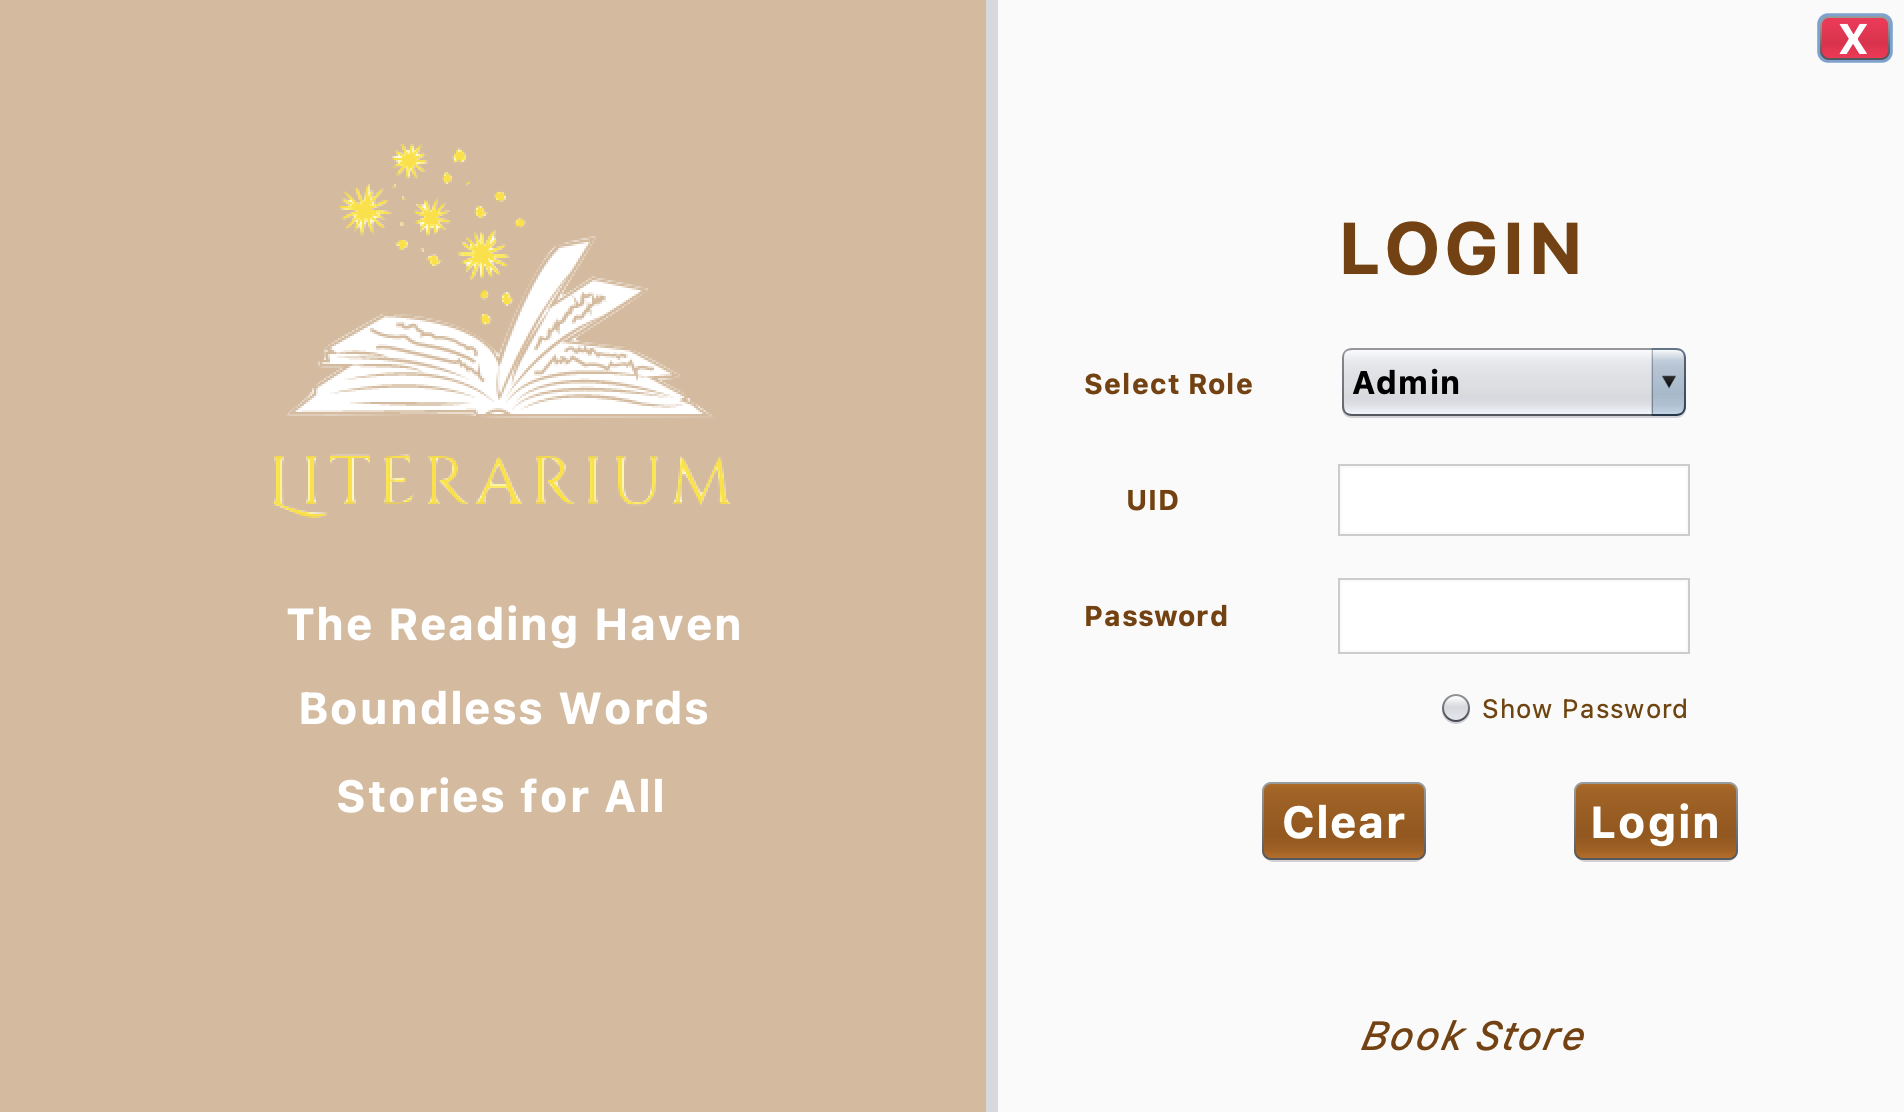 LITERARIUM
The Reading Haven
Boundless Words
Stories for All
X
LOGIN
Select Role
Admin
UID
Password
Show Password
Clear
Login
Book Store